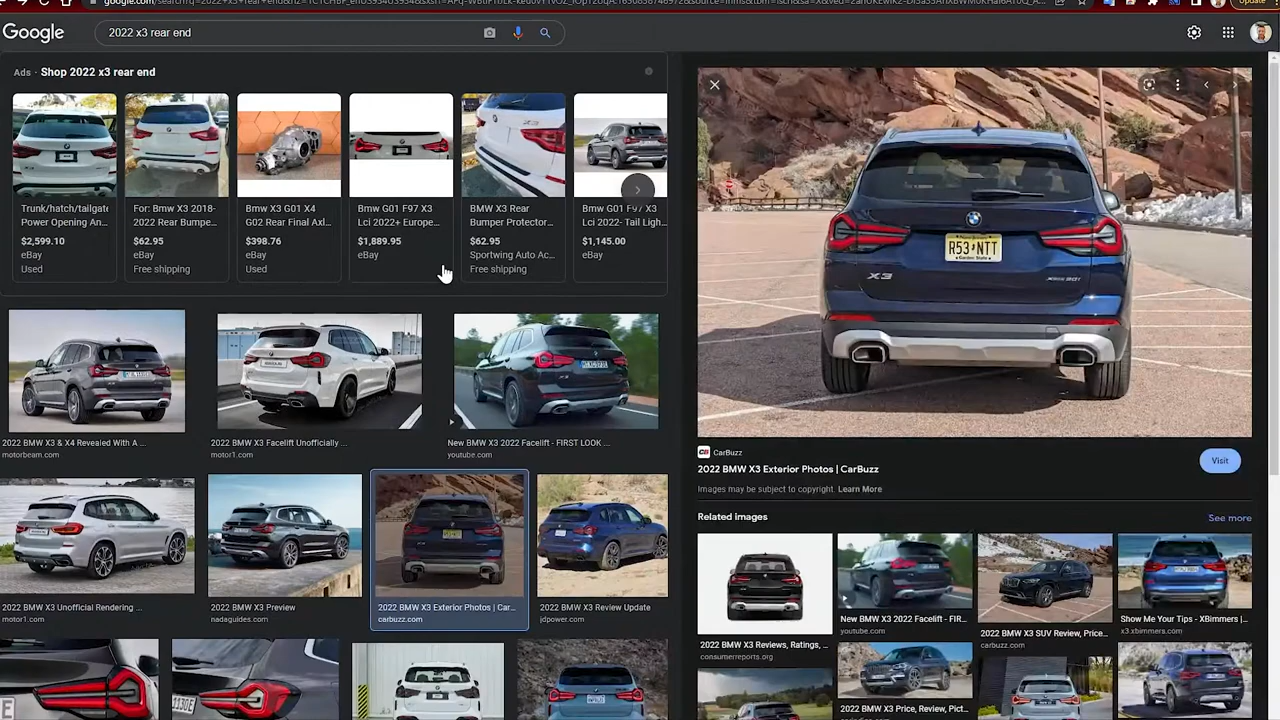 Google
2022 x3 rear end
Update
Ads · Shop 2022 x3 rear end
Trunk/hatch/tailgate
Power Opening An...
$2,599.10
eBay
Used
For: Bmw X3 2018-
2022 Rear Bumpe...
$62.95
Free shipping
Bmw X3 G01 X4
G02 Rear Final Axl...
$398.76
eBay
Used
Bmw G01 F97 X3
Lci 2022+ Europe...
$1,889.95
eBay
BMW X3 Rear
Bumper Protector...
$62.95
Sportwing Auto Ac...
Free shipping
Bmw G01 F97 X3
Lci 2022- Tail Ligh...
$1,145.00
eBay
2022 BMW X3 & X4 Revealed With A ...
motorbeam.com
2022 BMW X3 Facelift Unofficially ...
motor1.com
New BMW X3 2022 Facelift - FIRST LOOK ...
youtube.com
2022 BMW X3 Unofficial Rendering ...
motor1.com
2022 BMW X3 Preview
nadaguides.com
2022 BMW X3 Exterior Photos | Car...
carbuzz.com
2022 BMW X3 Review Update
jdpower.com
R53 NTT
Garden State
X3
CarBuzz
2022 BMW X3 Exterior Photos | CarBuzz
Visit
Images may be subject to copyright. Learn More
Related images
See more
2022 BMW X3 Reviews, Ratings, ...
consumerreports.org
New BMW X3 2022 Facelift - FIR...
youtube.com
2022 BMW X3 SUV Review, Price...
carbuzz.com
Show Me Your Tips - XBimmers | ...
x3.xbimmers.com
2022 BMW X3 Price, Review, Pict...